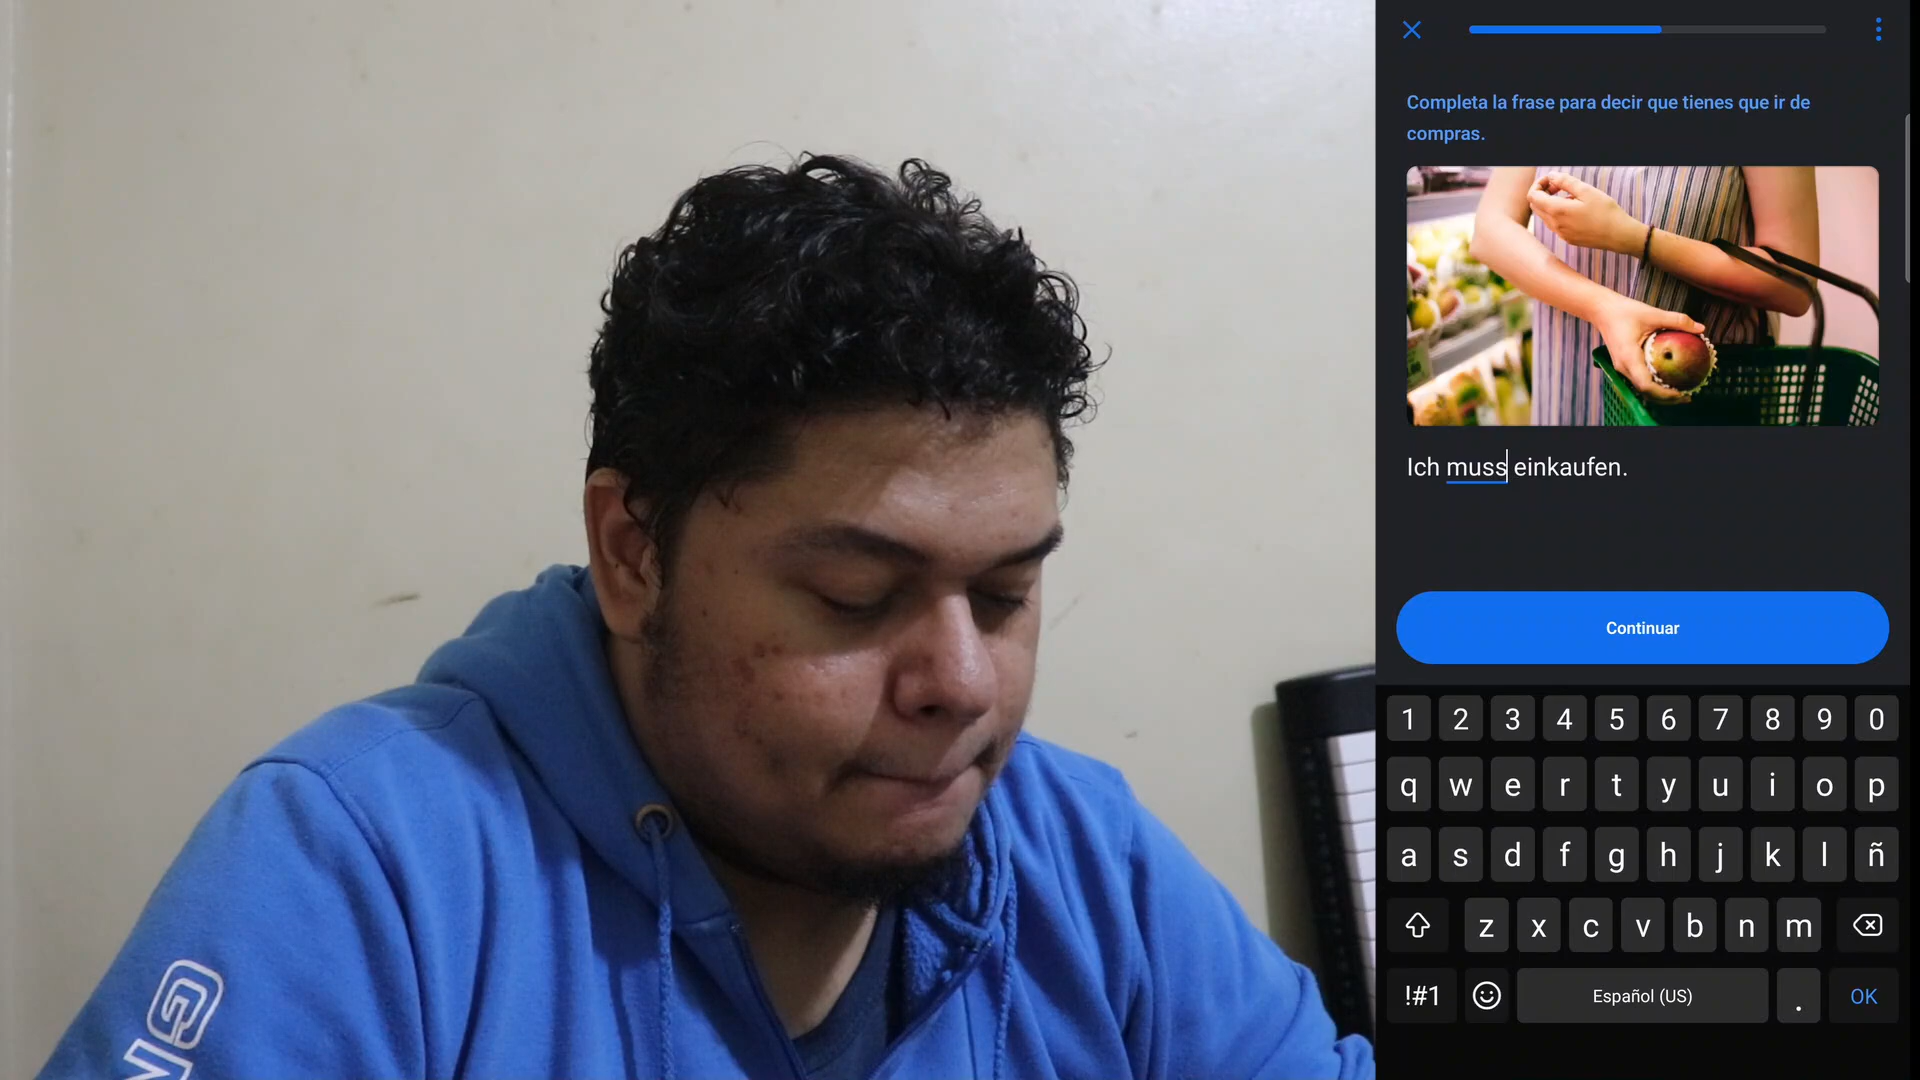 Completa la frase para decir que tienes que ir de
compras.
Ich muss einkaufen.
Continuar
1 2 3 4 5 6 7 8 9 0
q w e r t y u i o p
a s d f g h j k l ñ
z x c v b n m
!#1 Español (US) . OK